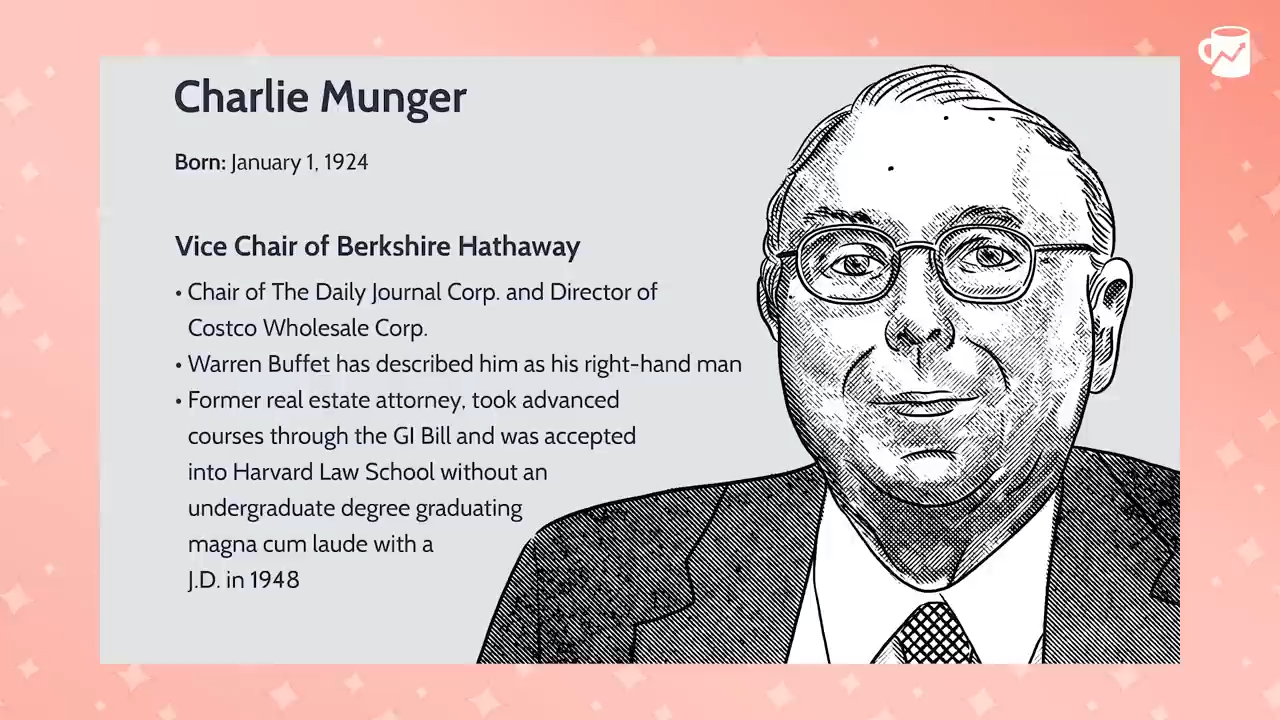 Charlie Munger
Born: January 1, 1924
Vice Chair of Berkshire Hathaway
• Chair of The Daily Journal Corp. and Director of
Costco Wholesale Corp.
• Warren Buffet has described him as his right-hand man
• Former real estate attorney, took advanced
courses through the GI Bill and was accepted
into Harvard Law School without an
undergraduate degree graduating
magna cum laude with a
J.D. in 1948